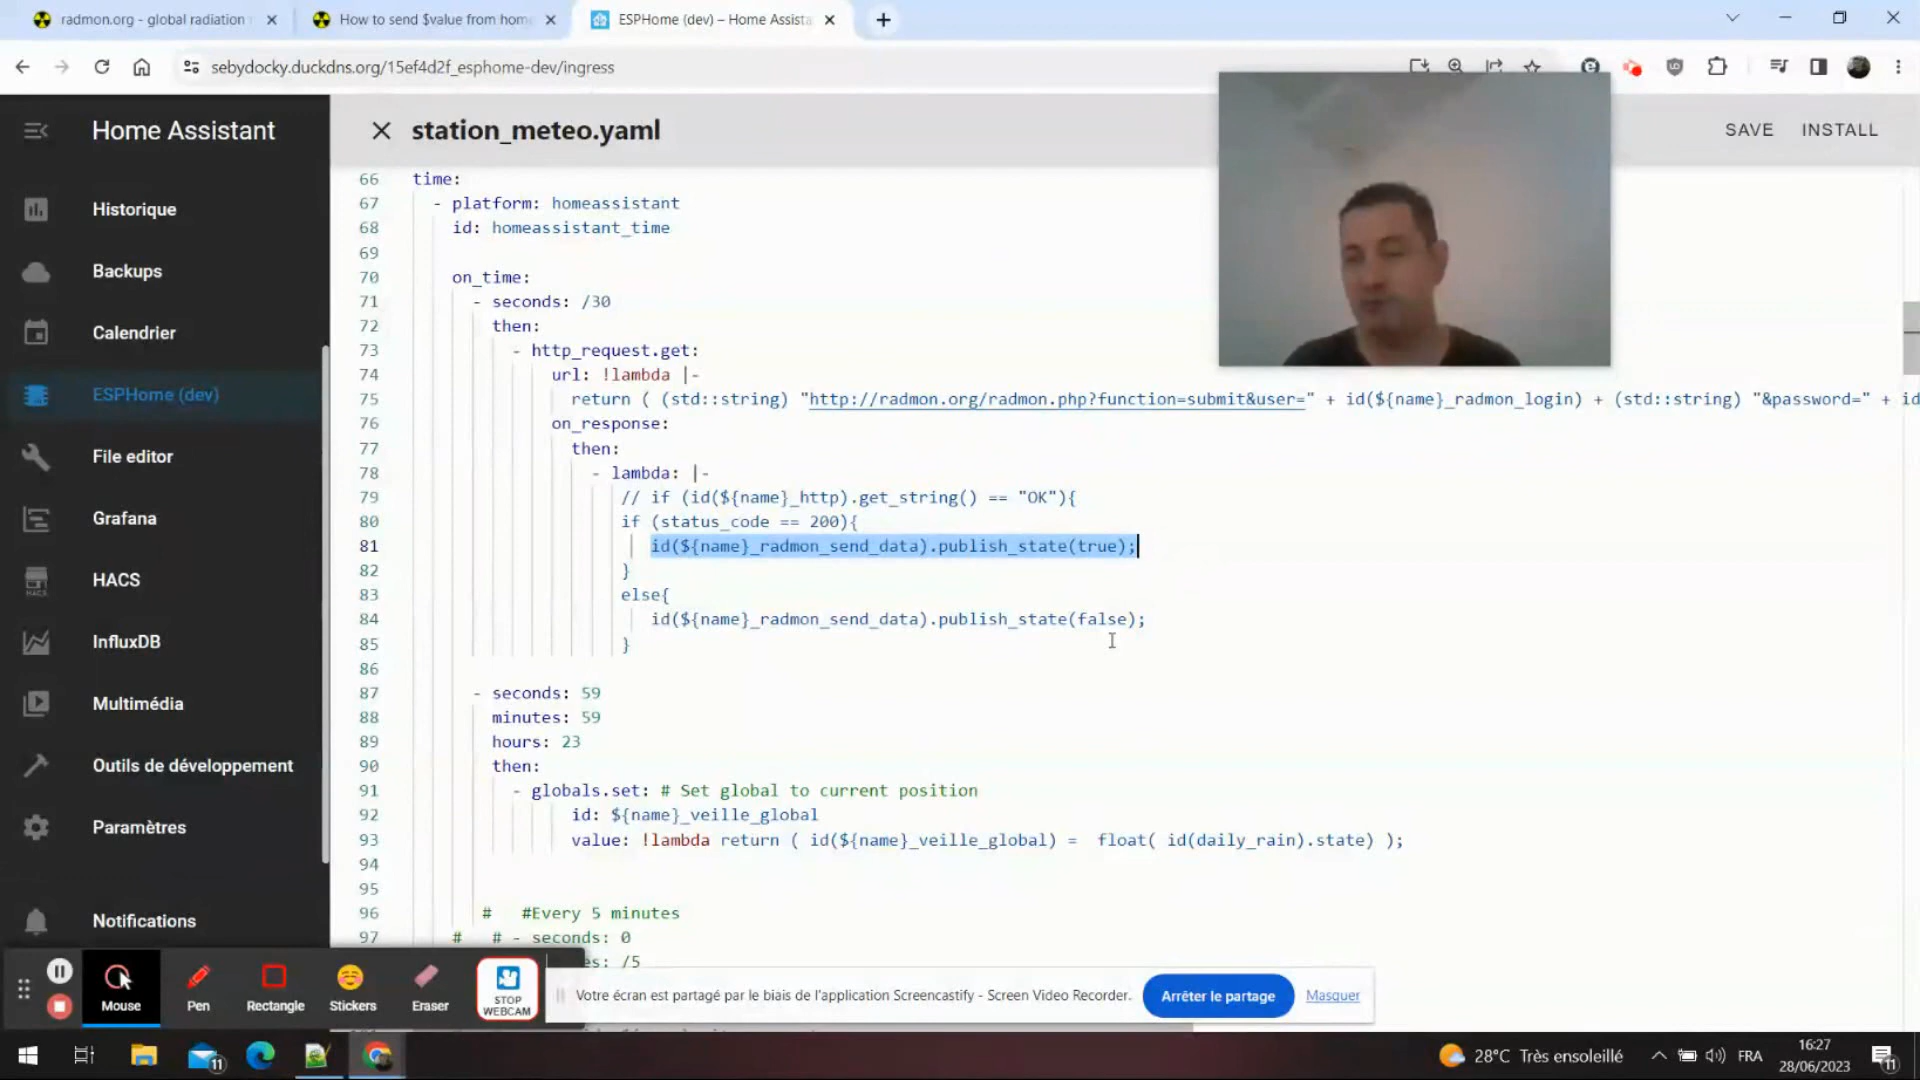 radmon.org - global radiation
How to send $value from hom
ESPHome (dev) – Home Assista
sebydocky.duckdns.org/15ef4d2f_esphome-dev/ingress
Home Assistant
station_meteo.yaml
SAVE
INSTALL
Historique
Backups
Calendrier
ESPHome (dev)
File editor
Grafana
HACS
InfluxDB
Multimédia
Outils de développement
Paramètres
Notifications
66 time:
67 - platform: homeassistant
68 id: homeassistant_time
69
70 on_time:
71 - seconds: /30
72 then:
73 - http_request.get:
74 url: !lambda |-
75 return ( (std::string) "http://radmon.org/radmon.php?function=submit&user=" + id(${name}_radmon_login) + (std::string) "&password=" + id
76 on_response:
77 then:
78 - lambda: |-
79 // if (id(${name}_http).get_string() == "OK"){
80 if (status_code == 200){
81 id(${name}_radmon_send_data).publish_state(true);
82 }
83 else{
84 id(${name}_radmon_send_data).publish_state(false);
85 }
86
87 - seconds: 59
88 minutes: 59
89 hours: 23
90 then:
91 - globals.set: # Set global to current position
92 id: ${name}_veille_global
93 value: !lambda return ( id(${name}_veille_global) = float( id(daily_rain).state) );
94
95
96 # #Every 5 minutes
97 # # - seconds: 0
es: /5
Mouse
Pen
Rectangle
Stickers
Eraser
STOP
WEBCAM
Votre écran est partagé par le biais de l'application Screencastify - Screen Video Recorder.
Arrêter le partage
Masquer
11
28°C Très ensoleillé
FRA
16:27
28/06/2023
11